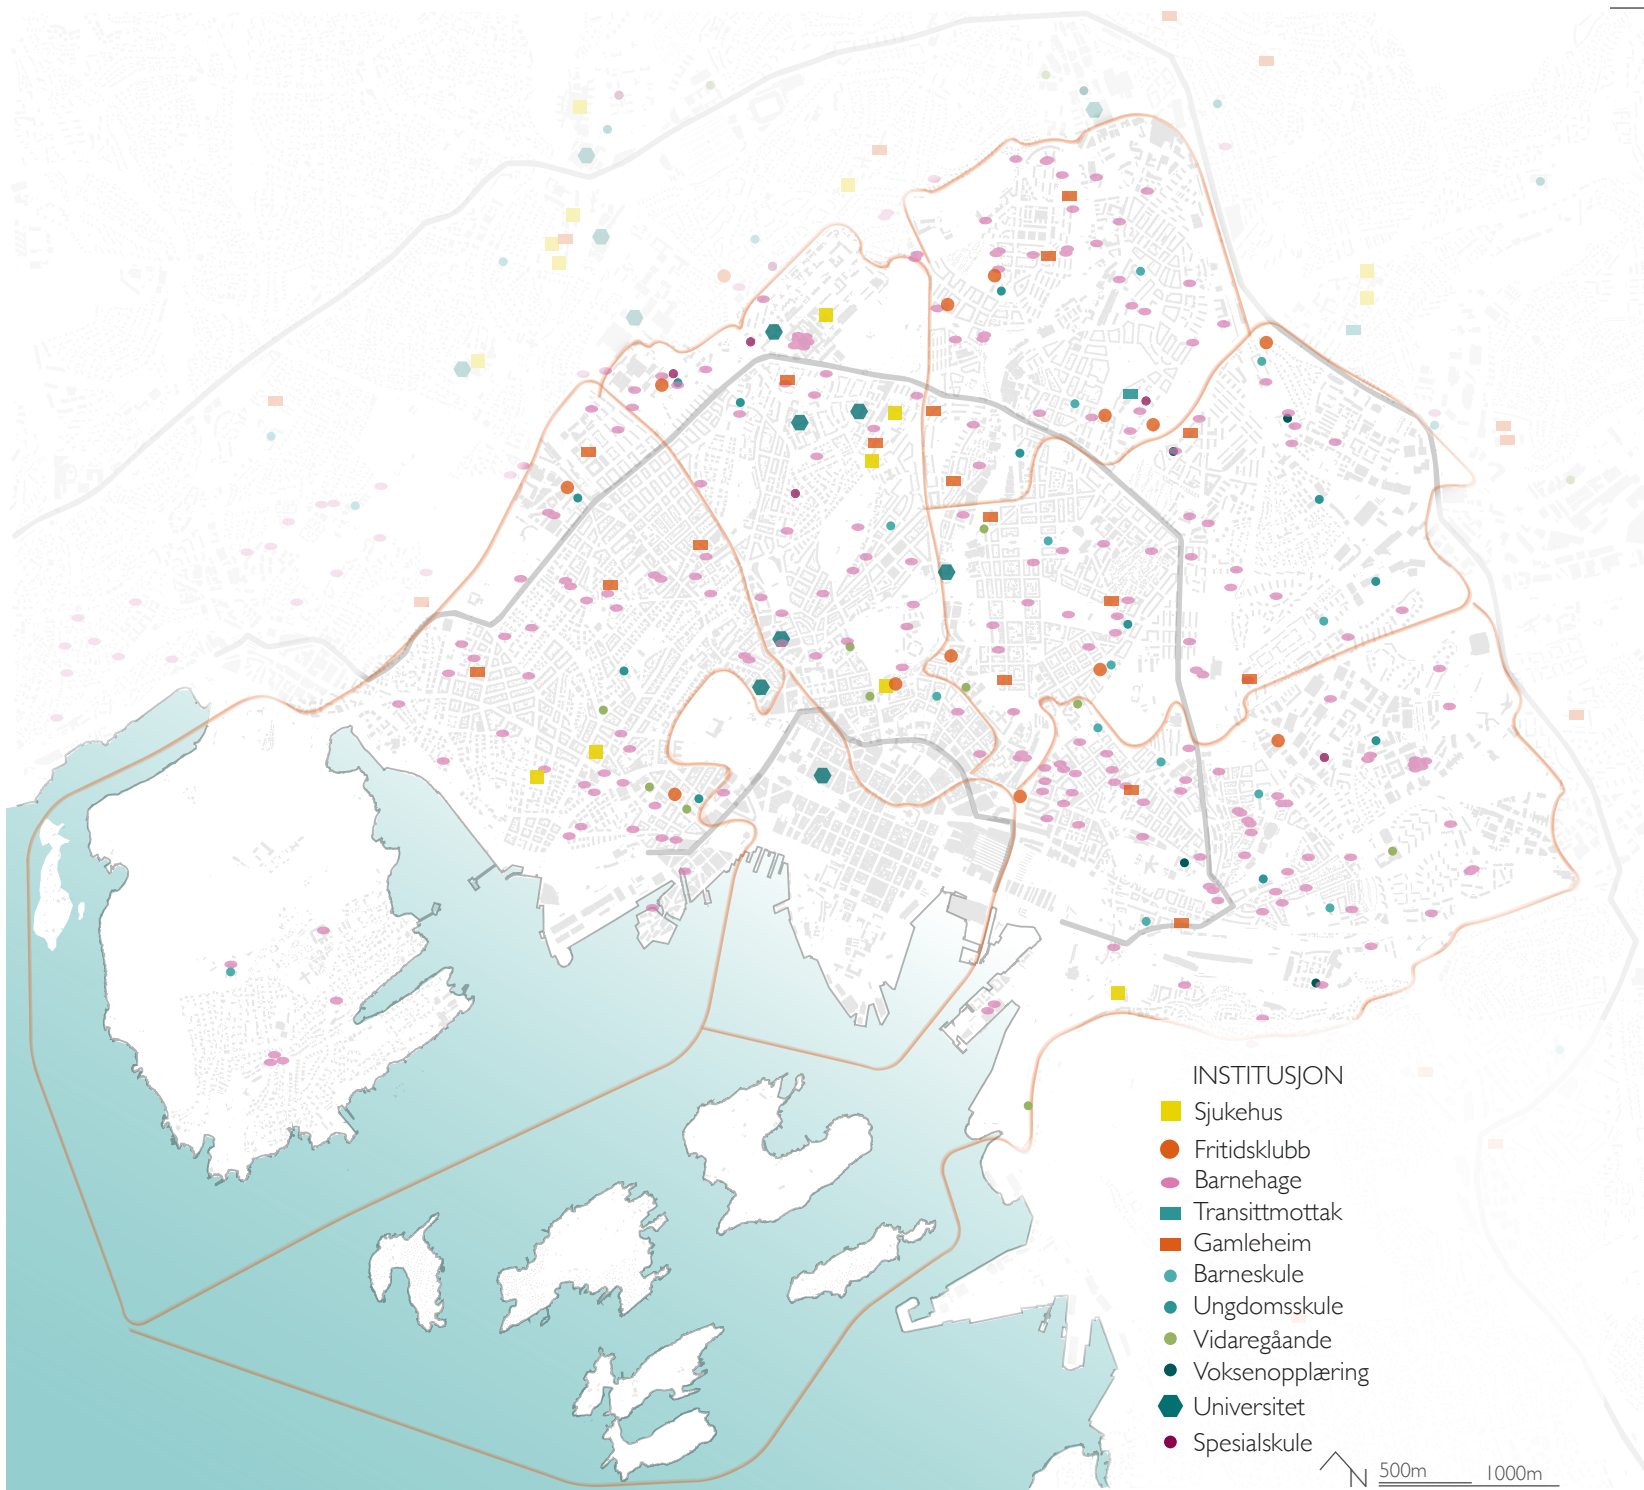 INSTITUSJON
Sjukehus
Fritidsklubb
Barnehage
Transittmottak
Gamleheim
Barneskule
Ungdomsskule
Vidaregåande
Voksenopplæring
Universitet
Spesialskule
N 500m 1000m